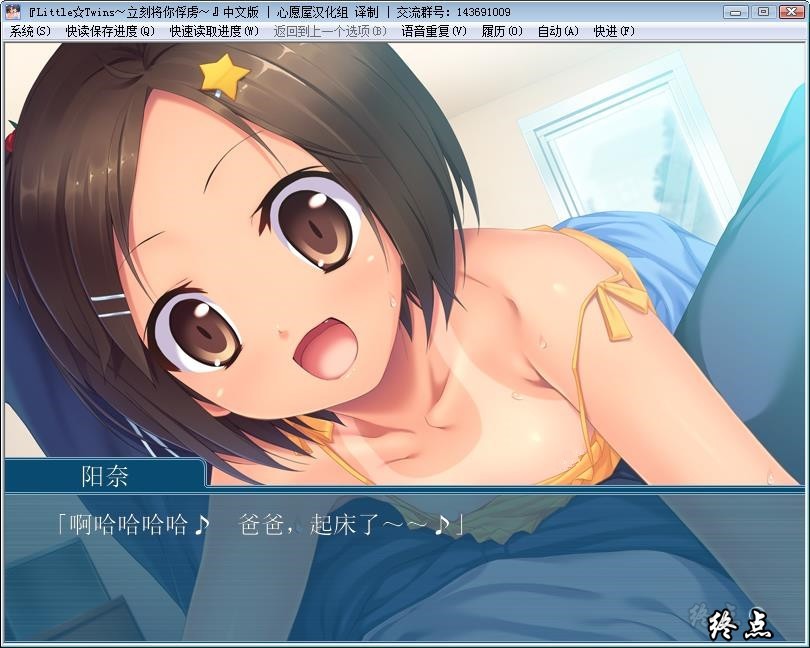 『Little☆Twins～立刻将你俘虏～』中文版 | 心愿屋汉化组 译制 | 交流群号: 143691009
系统(S) 快读保存进度(Q) 快速读取进度(W) 返回到上一个选项(B) 语音重复(V) 履历(O) 自动(A) 快进(F)
阳奈
「啊哈哈哈哈♪ 爸爸，起床了～～♪」
终点